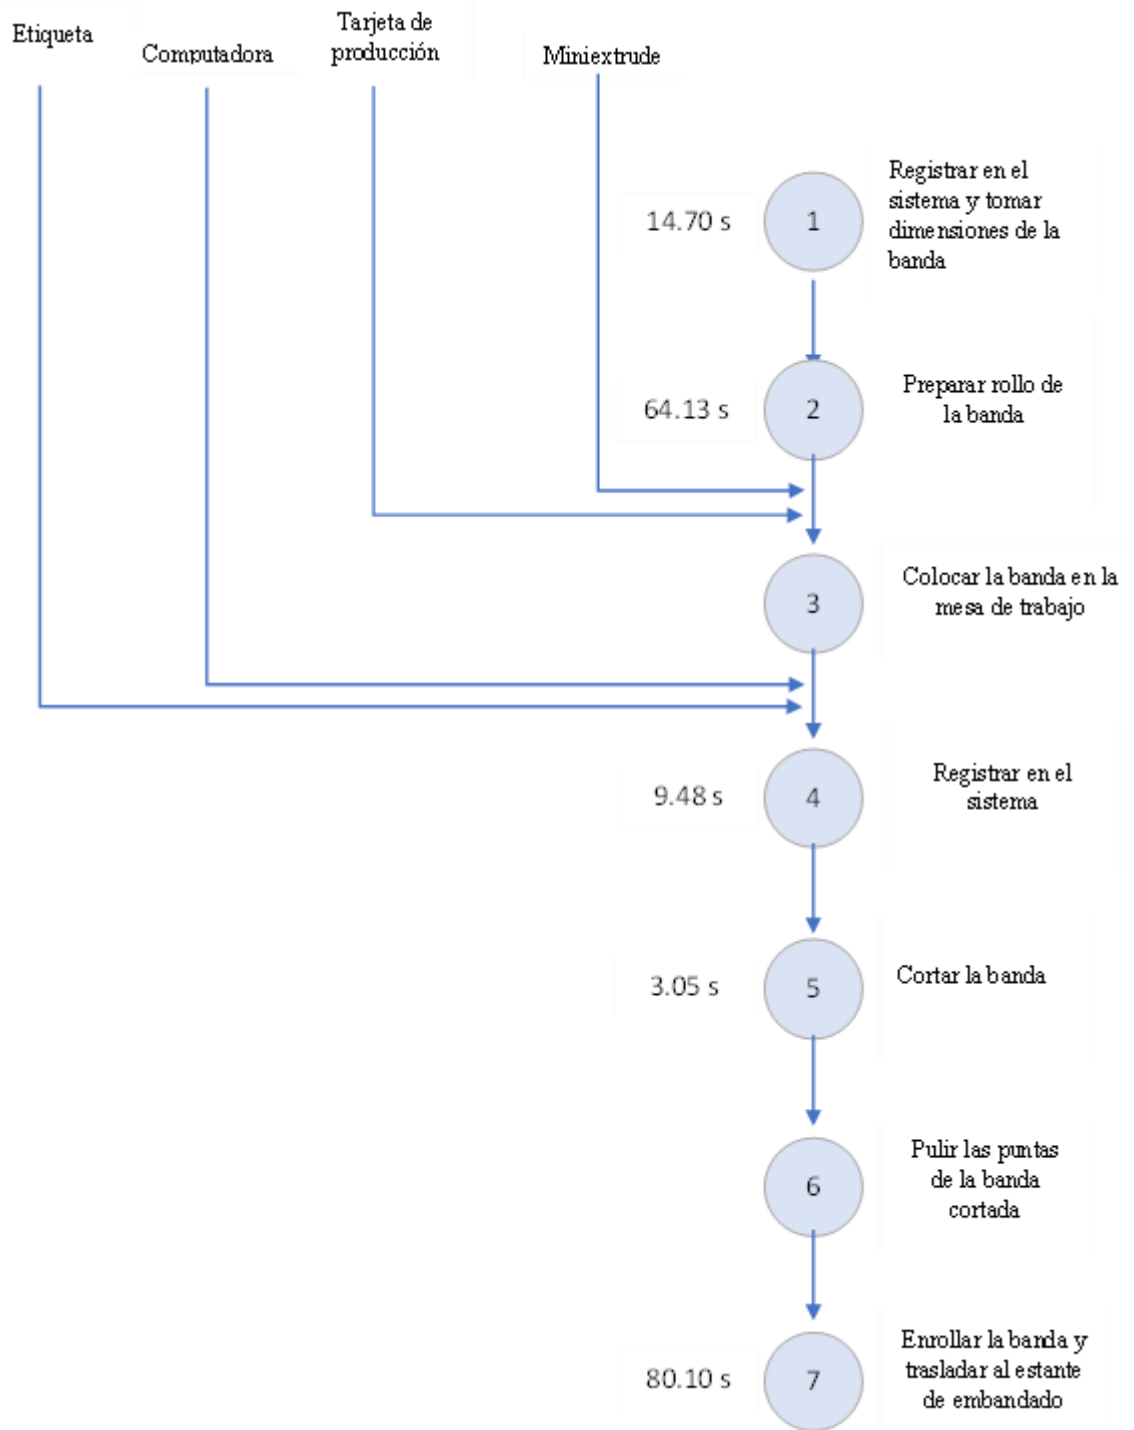 Etiqueta
Computadora
Tarjeta de
producción
Miniextrude
14.70 s
1
Registrar en el
sistema y tomar
dimensiones de la
banda
64.13 s
2
Preparar rollo de
la banda
3
Colocar la banda en la
mesa de trabajo
9.48 s
4
Registrar en el
sistema
3.05 s
5
Cortar la banda
6
Pulir las puntas
de la banda
cortada
80.10 s
7
Enrollar la banda y
trasladar al estante
de embandado